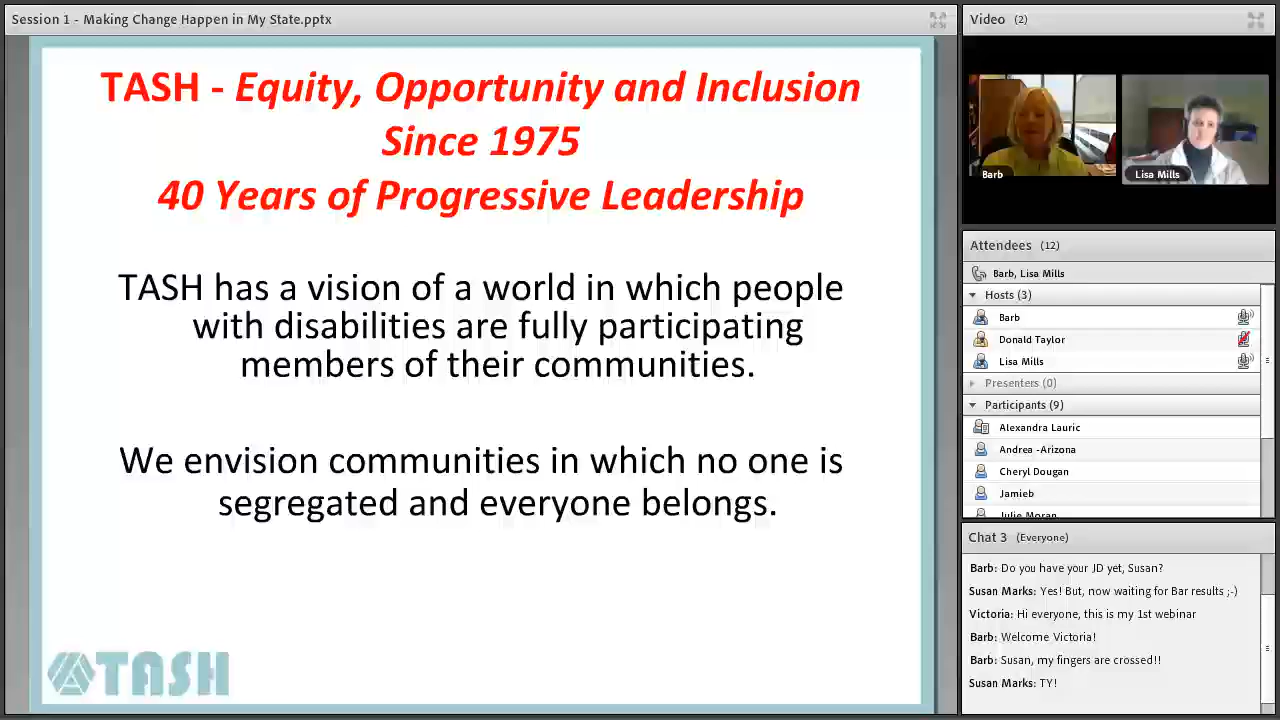 Session 1 - Making Change Happen in My State.pptx
TASH - Equity, Opportunity and Inclusion
Since 1975
40 Years of Progressive Leadership
TASH has a vision of a world in which people
with disabilities are fully participating
members of their communities.
We envision communities in which no one is
segregated and everyone belongs.
TASH
Video (2)
Barb
Lisa Mills
Attendees (12)
Barb, Lisa Mills
Hosts (3)
Barb
Donald Taylor
Lisa Mills
Presenters (0)
Participants (9)
Alexandra Lauric
Andrea -Arizona
Cheryl Dougan
Jamieb
Julie Moran
Chat 3 (Everyone)
Barb: Do you have your JD yet, Susan?
Susan Marks: Yes! But, now waiting for Bar results ;-)
Victoria: Hi everyone, this is my 1st webinar
Barb: Welcome Victoria!
Barb: Susan, my fingers are crossed!!
Susan Marks: TY!